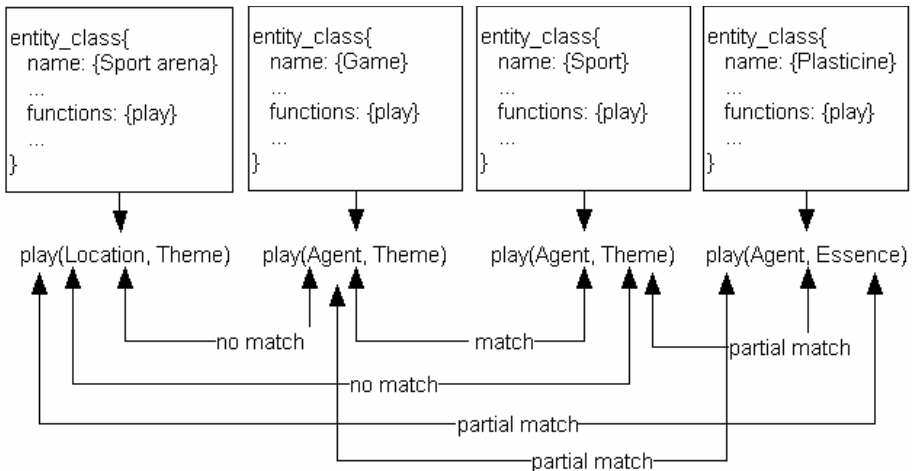 entity_class{
name: {Sport arena}
...
functions: {play}
...
}
entity_class{
name: {Game}
...
functions: {play}
...
}
entity_class{
name: {Sport}
...
functions: {play}
...
}
entity_class{
name: {Plasticine}
...
functions: {play}
...
}
play(Location, Theme)
play(Agent, Theme)
play(Agent, Theme)
play(Agent, Essence)
no match
match
partial match
no match
partial match
partial match